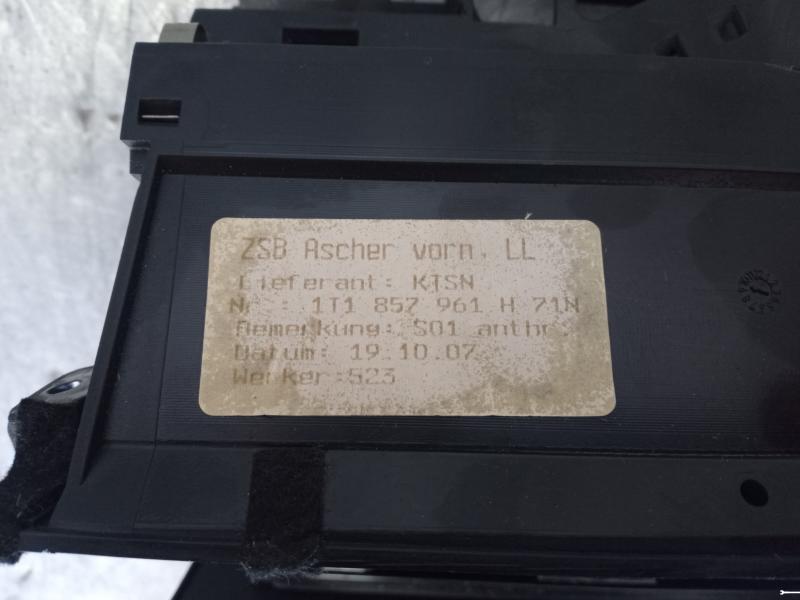 ZSB Ascher vorn. LL
Lieferant: KTSN
Nr : 1T1 857 961 H 71N
Bemerkung: S01 anthr.
Datum: 19.10.07
Werker:523